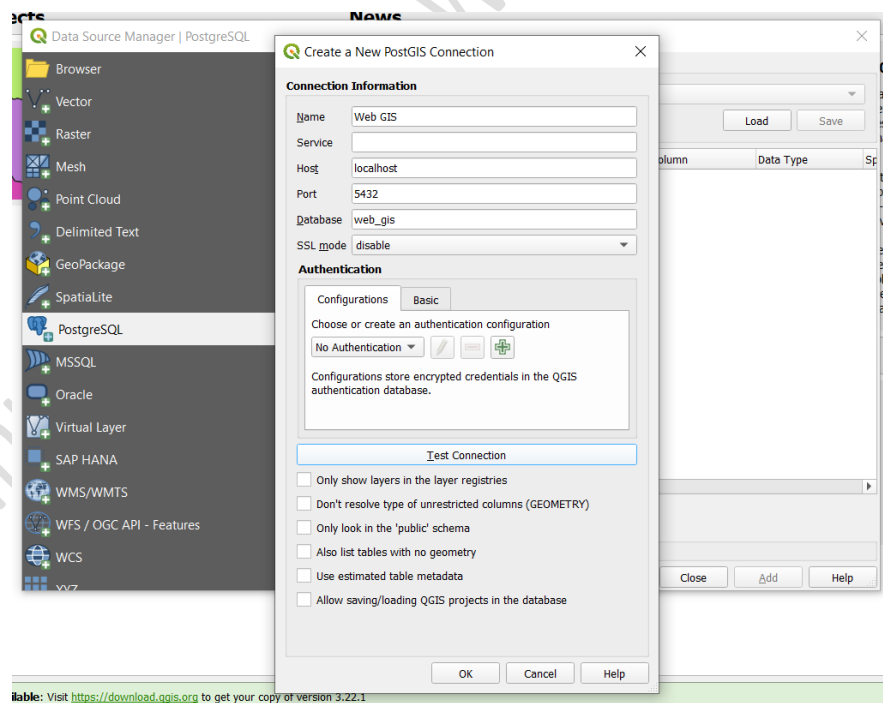 News
Data Source Manager | PostgreSQL
Browser
Vector
Raster
Mesh
Point Cloud
Delimited Text
GeoPackage
SpatiaLite
PostgreSQL
MSSQL
Oracle
Virtual Layer
SAP HANA
WMS/WMTS
WFS / OGC API - Features
WCS
XYZ
Create a New PostGIS Connection
Connection Information
Name Web GIS
Service
Host localhost
Port 5432
Database web_gis
SSL mode disable
Authentication
Configurations Basic
Choose or create an authentication configuration
No Authentication
Configurations store encrypted credentials in the QGIS
authentication database.
Test Connection
Only show layers in the layer registries
Don't resolve type of unrestricted columns (GEOMETRY)
Only look in the 'public' schema
Also list tables with no geometry
Use estimated table metadata
Allow saving/loading QGIS projects in the database
OK Cancel Help
Load Save
Data Type
Close Add Help
Visit https://download.qgis.org to get your copy of version 3.22.1